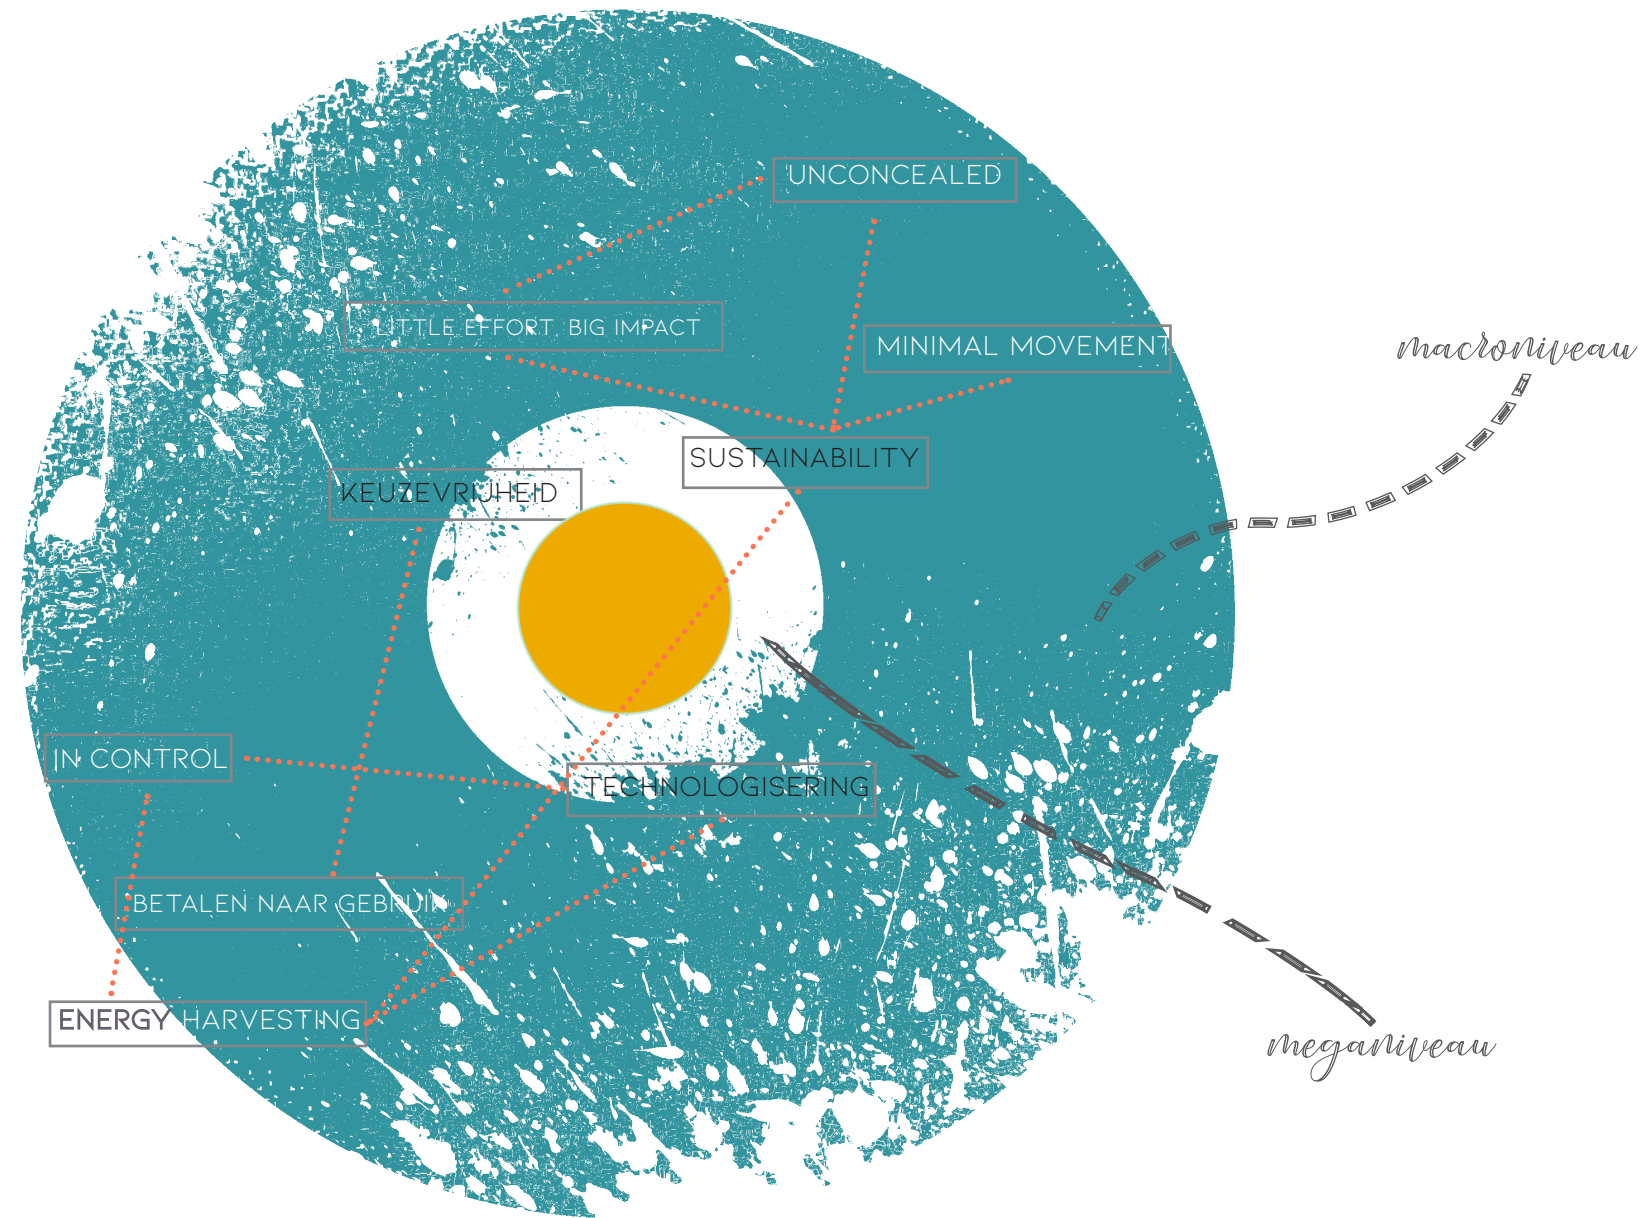 UNCONCEALED
LITTLE EFFORT, BIG IMPACT
MINIMAL MOVEMENT
macroniveau
SUSTAINABILITY
KEUZEVRIJHEID
IN CONTROL
TECHNOLOGISERING
BETALEN NAAR GEBRUIK
ENERGY HARVESTING
meganiveau